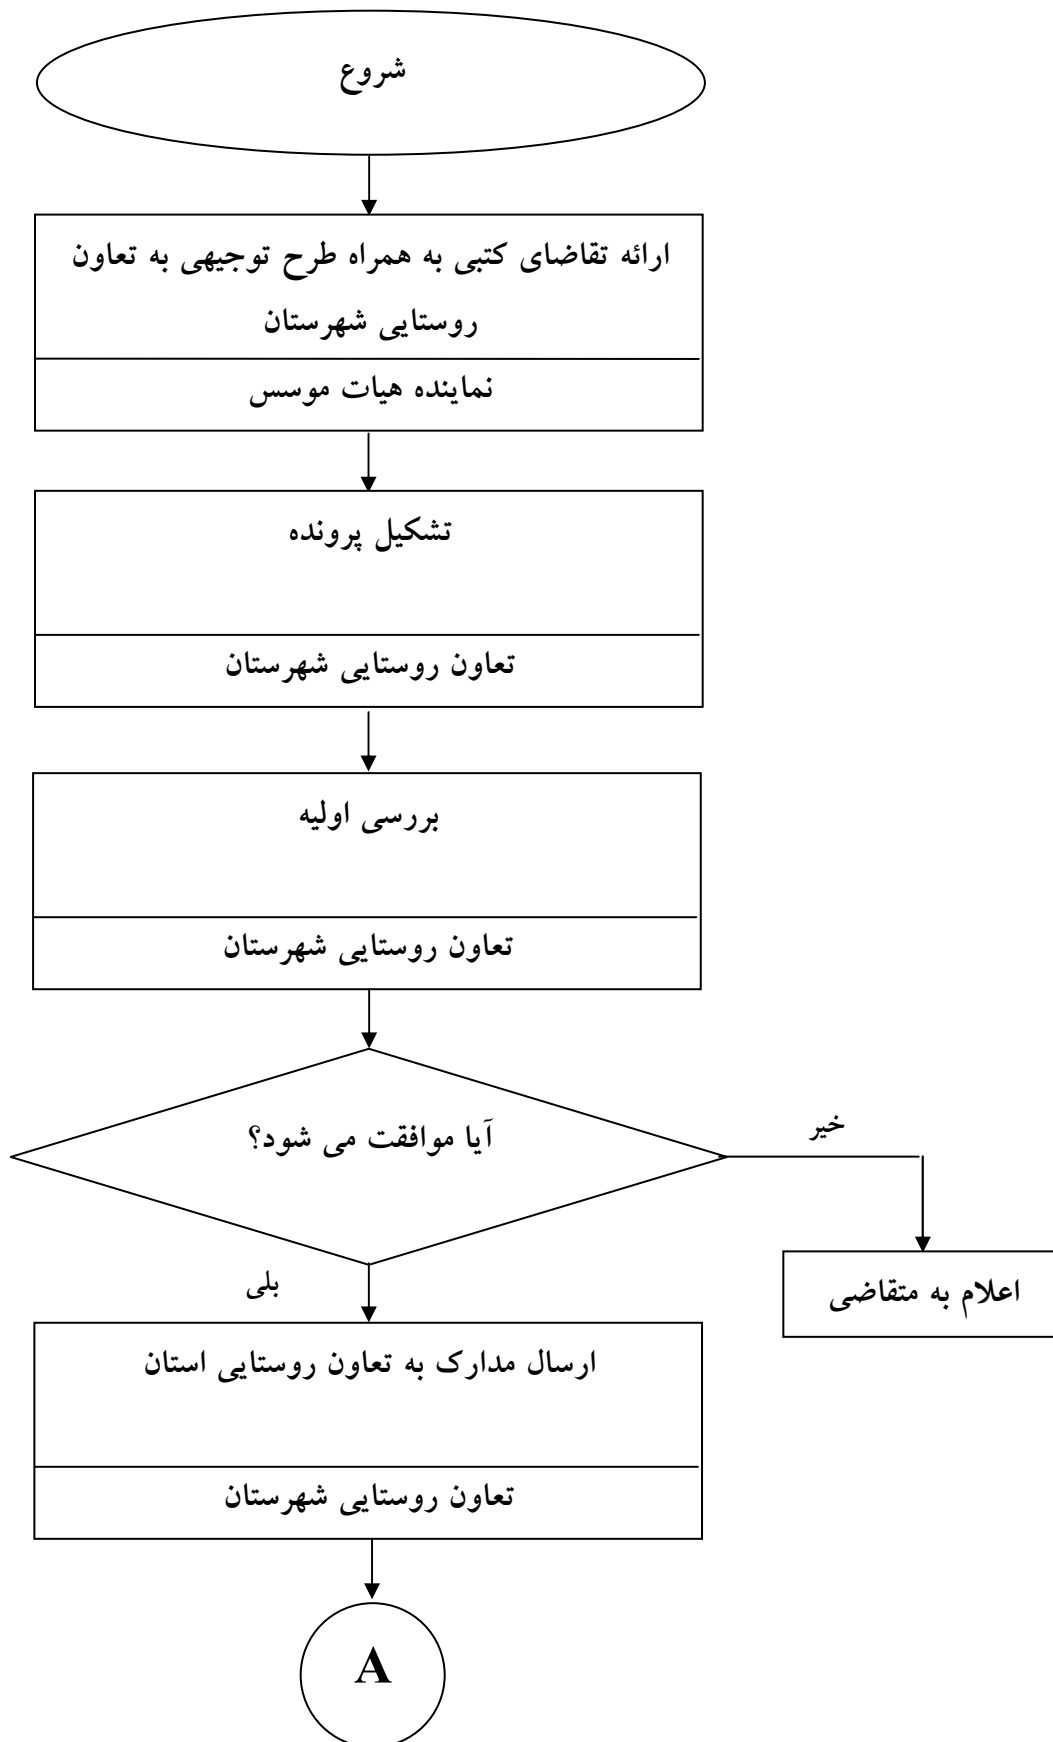 شروع
ارائه تقاضای کتبی به همراه طرح توجیهی به تعاون
روستایی شهرستان
نماینده هیات موسس
تشکیل پرونده
تعاون روستایی شهرستان
بررسی اولیه
تعاون روستایی شهرستان
آیا موافقت می شود؟
خیر
اعلام به متقاضی
بلی
ارسال مدارک به تعاون روستایی استان
تعاون روستایی شهرستان
A